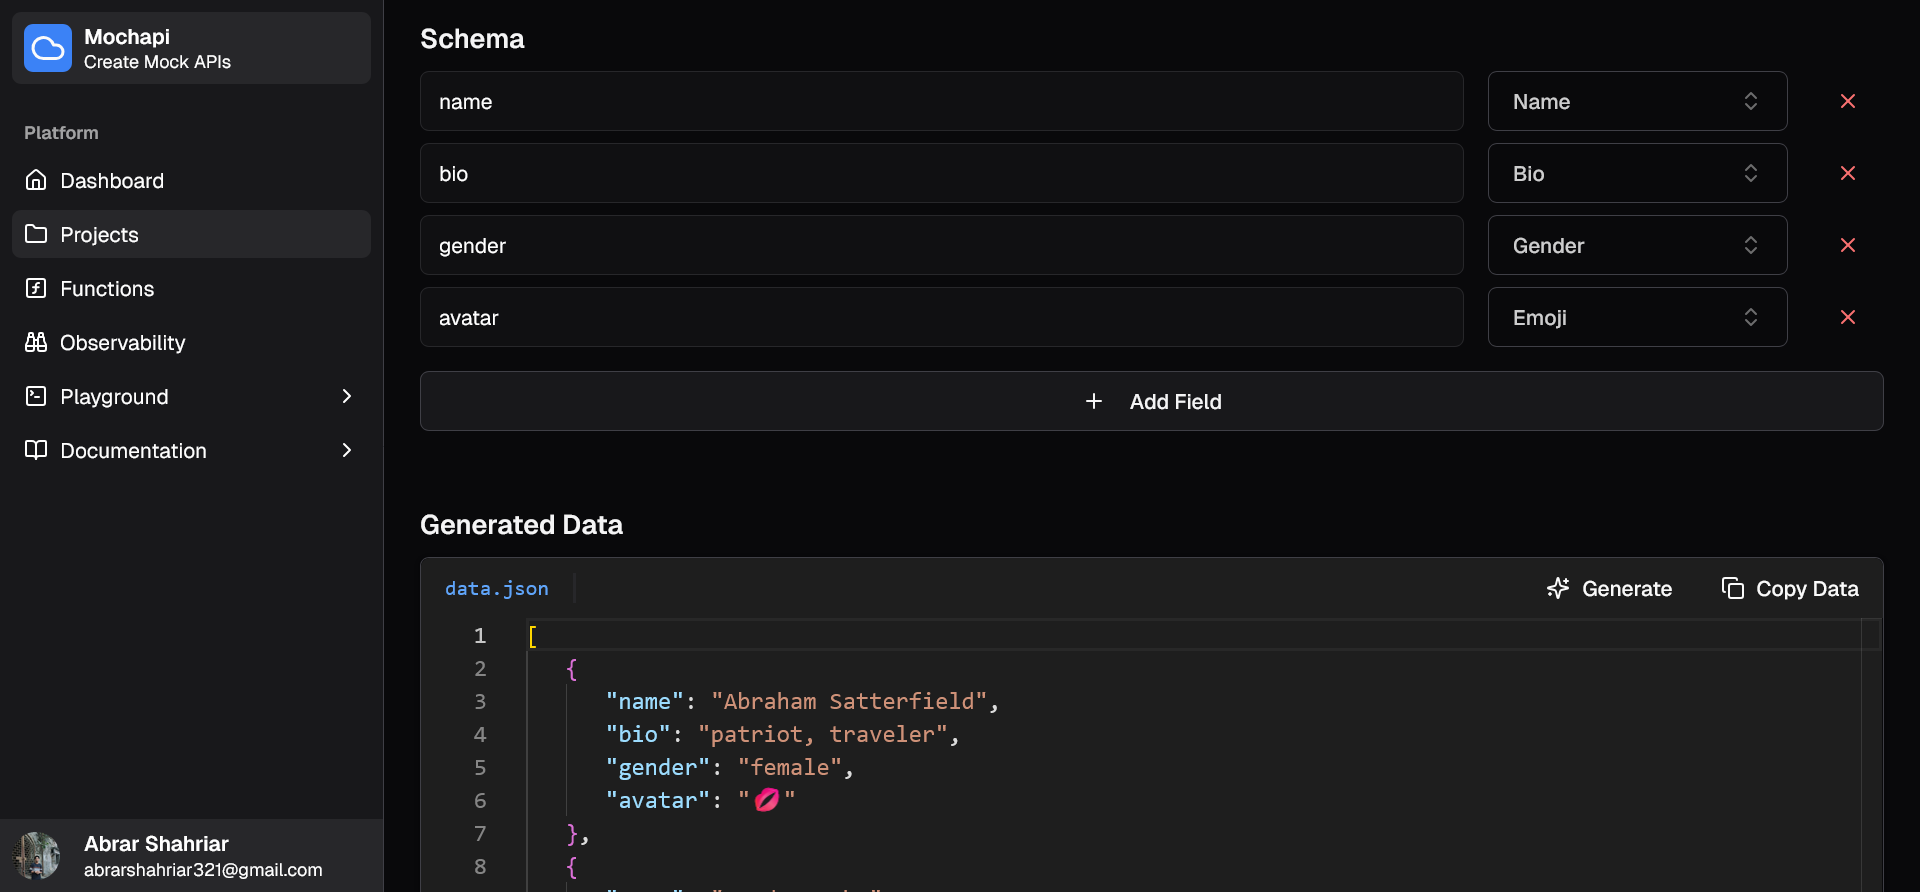 Mochapi
Create Mock APIs
Platform
Dashboard
Projects
Functions
Observability
Playground
Documentation
Abrar Shahriar
abrarshahriar321@gmail.com
Schema
name
Name
bio
Bio
gender
Gender
avatar
Emoji
Add Field
Generated Data
data.json
Generate
Copy Data
1 [
2 {
3 "name": "Abraham Satterfield",
4 "bio": "patriot, traveler",
5 "gender": "female",
6 "avatar": "💋"
7 },
8 {